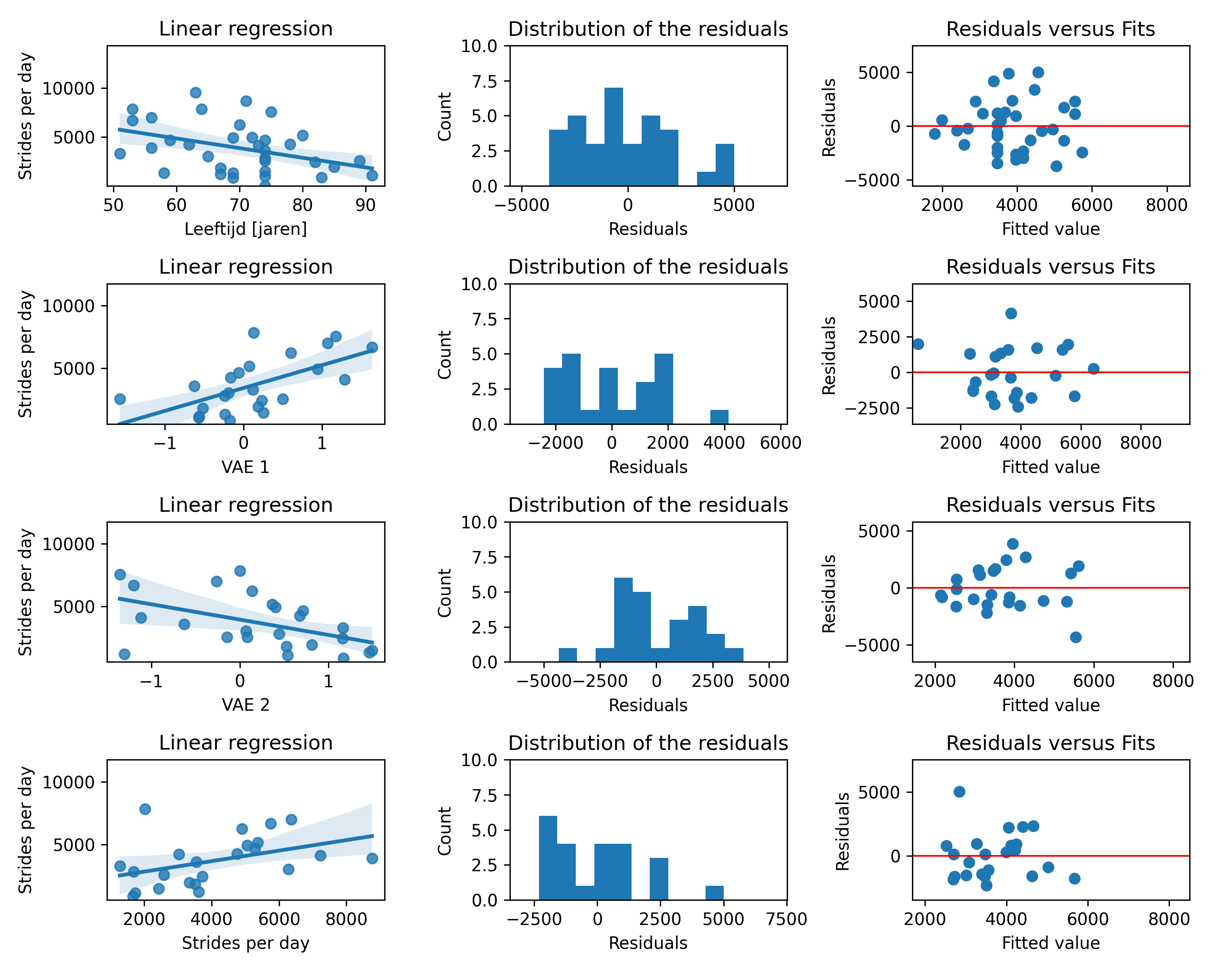 Linear regression
Distribution of the residuals
Residuals versus Fits
Strides per day
10000
5000
50
60
70
80
90
Leeftijd [jaren]
Count
10.0
7.5
5.0
2.5
0.0
−5000
0
5000
Residuals
Residuals
5000
0
−5000
2000
4000
6000
8000
Fitted value
Linear regression
Distribution of the residuals
Residuals versus Fits
Strides per day
10000
5000
−1
0
1
VAE 1
Count
10.0
7.5
5.0
2.5
0.0
−2000
0
2000
4000
6000
Residuals
Residuals
5000
2500
0
−2500
2000
4000
6000
8000
Fitted value
Linear regression
Distribution of the residuals
Residuals versus Fits
Strides per day
10000
5000
−1
0
1
VAE 2
Count
10.0
7.5
5.0
2.5
0.0
−5000
−2500
0
2500
5000
Residuals
Residuals
5000
0
−5000
2000
4000
6000
8000
Fitted value
Linear regression
Distribution of the residuals
Residuals versus Fits
Strides per day
10000
5000
2000
4000
6000
8000
Strides per day
Count
10.0
7.5
5.0
2.5
0.0
−2500
0
2500
5000
7500
Residuals
Residuals
5000
0
2000
4000
6000
8000
Fitted value